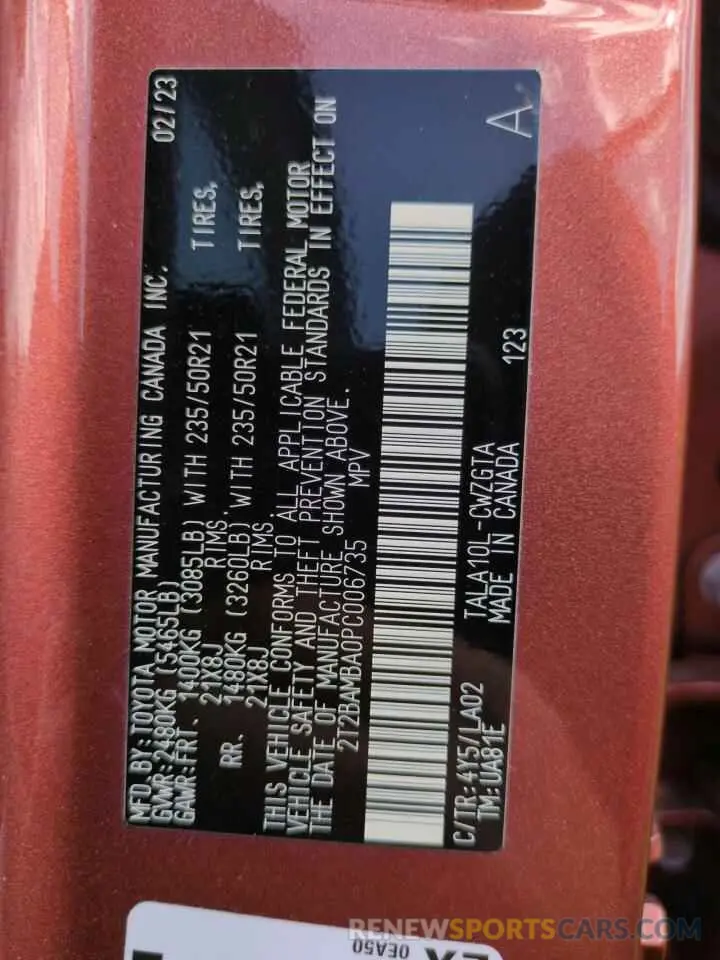 MFD. BY:TOYOTA MOTOR MANUFACTURING CANADA INC. 02/23
GVWR:2480KG (5465LB)
GAWR:FRT. 1400KG (3085LB) WITH 235/50R21 TIRES,
21X8J RIMS.
RR. 1480KG (3260LB) WITH 235/50R21 TIRES,
21X8J RIMS.
THIS VEHICLE CONFORMS TO ALL APPLICABLE FEDERAL MOTOR
VEHICLE SAFETY AND THEFT PREVENTION STANDARDS IN EFFECT ON
THE DATE OF MANUFACTURE SHOWN ABOVE.
2T2BAMBA0PC006735 MPV
C/TR:4Y5/LA02 TALA10L-CWZGTA
TM:UA81E MADE IN CANADA 123
A
0EA50
RENEWSPORTSCARS.COM